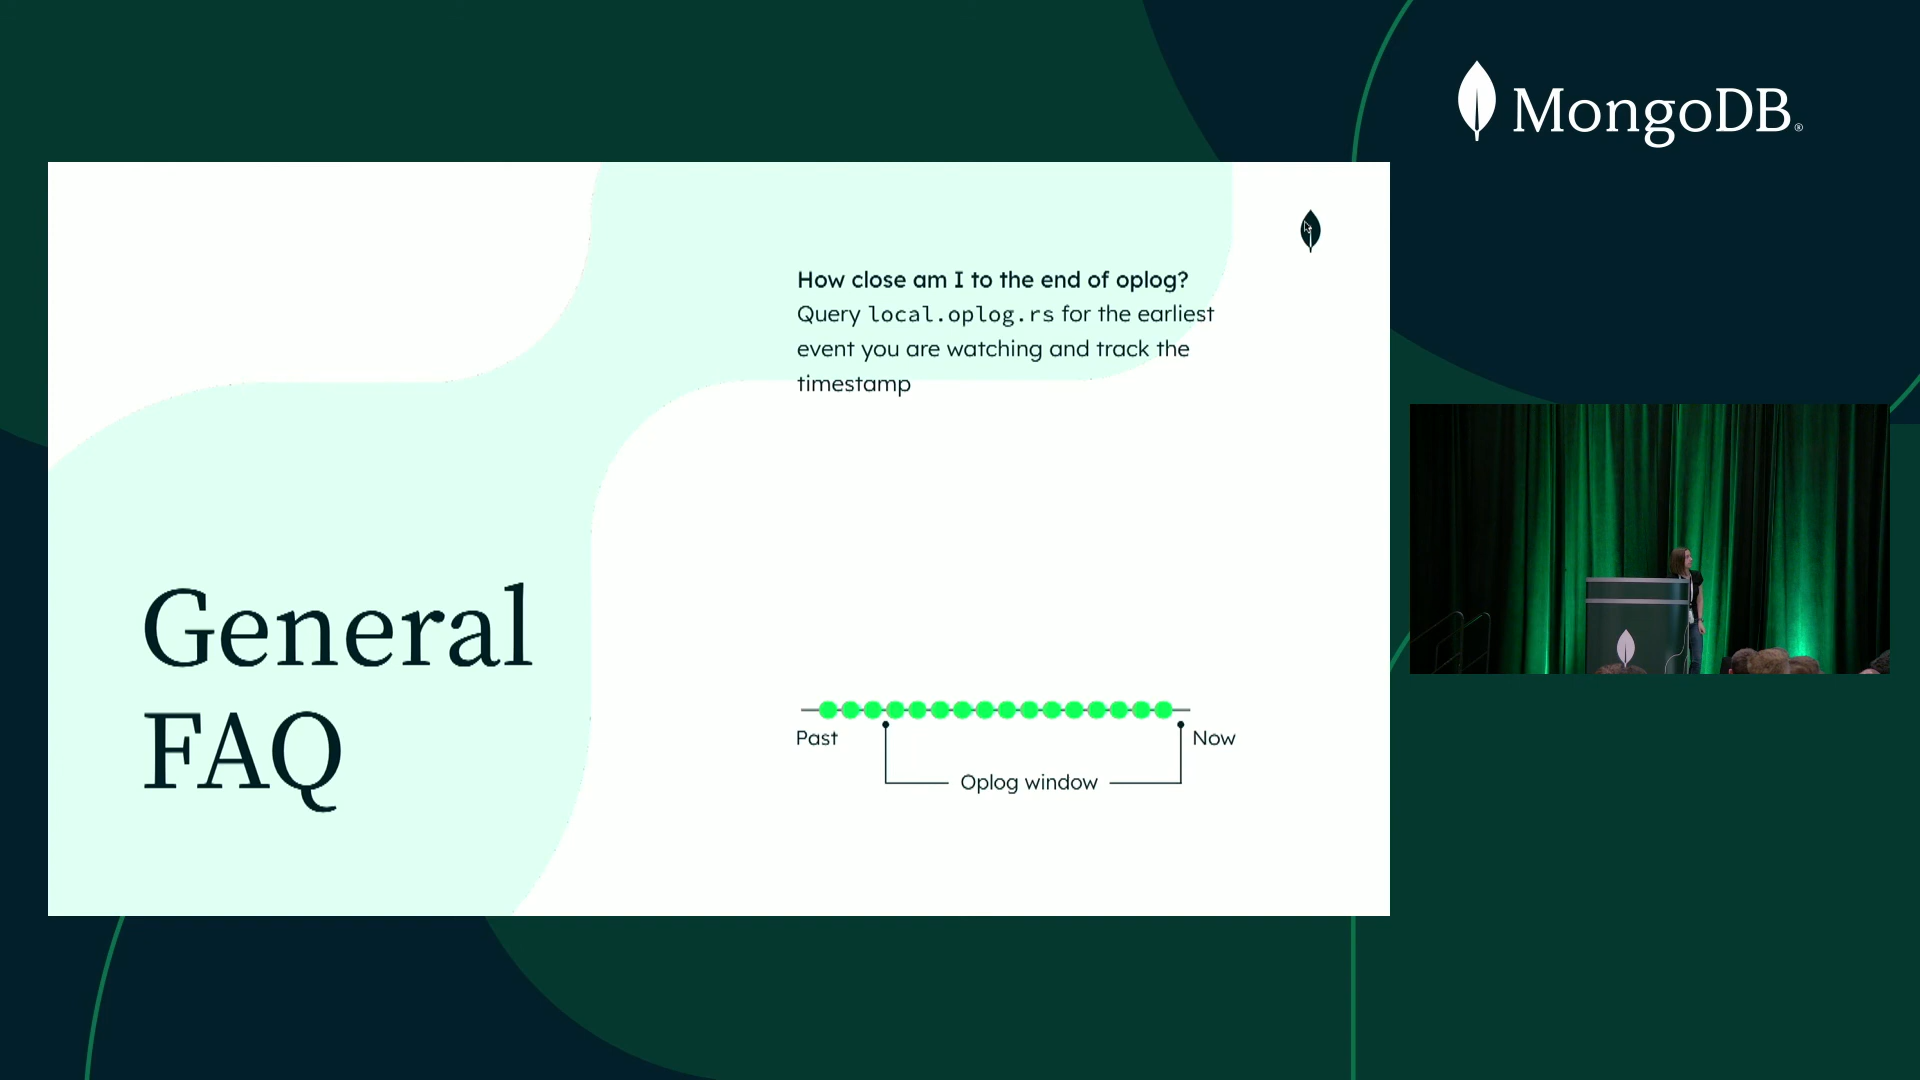 MongoDB®
How close am I to the end of oplog?
Query local.oplog.rs for the earliest
event you are watching and track the
timestamp
General
FAQ
Past
Now
Oplog window